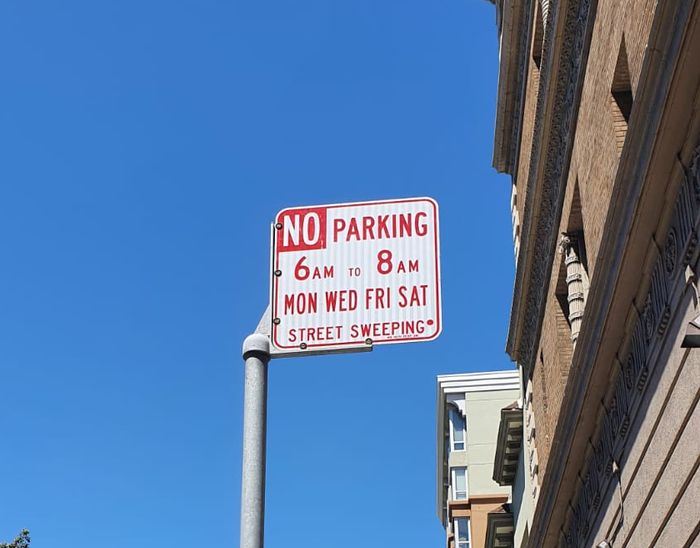 NO PARKING
6AM TO 8AM
MON WED FRI SAT
STREET SWEEPING